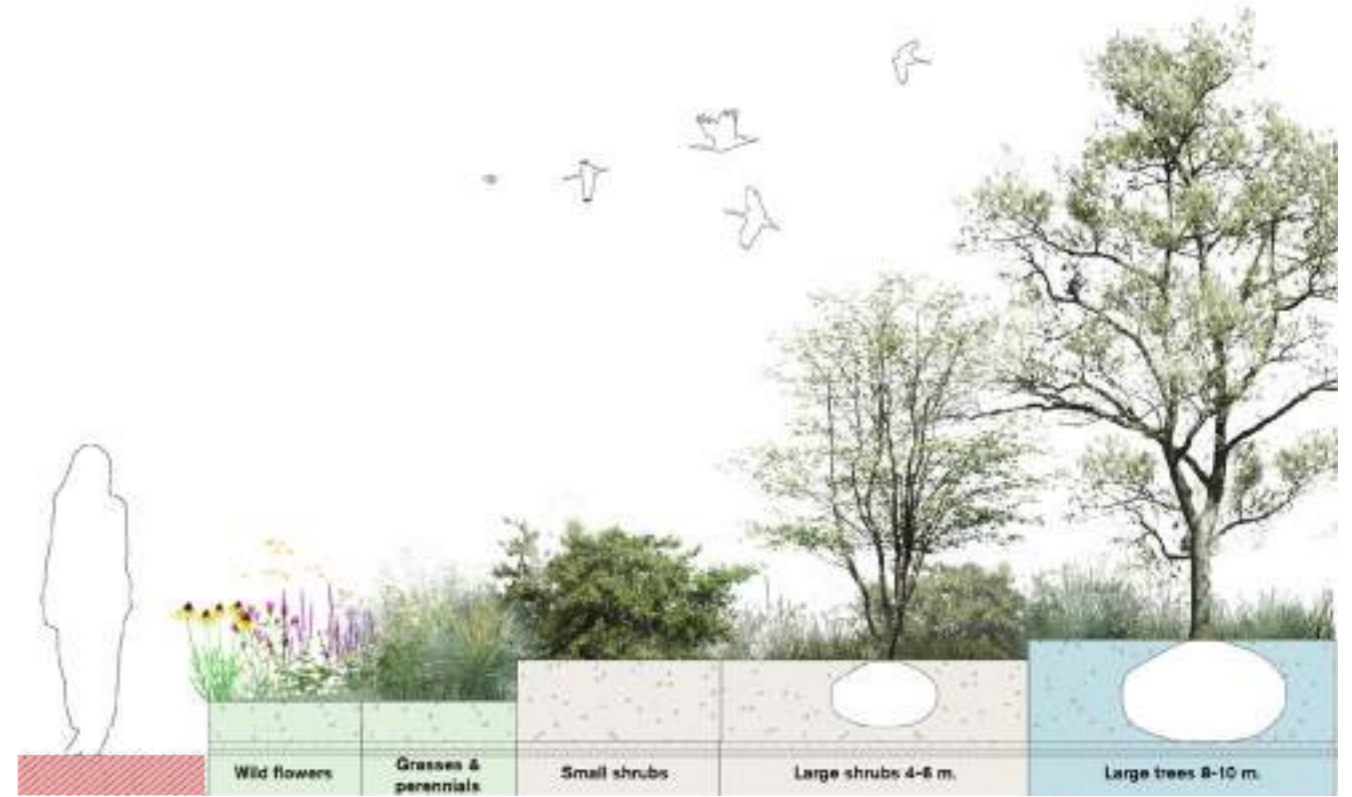 Wild flowers
Grasses &
perennials
Small shrubs
Large shrubs 4-6 m.
Large trees 8-10 m.